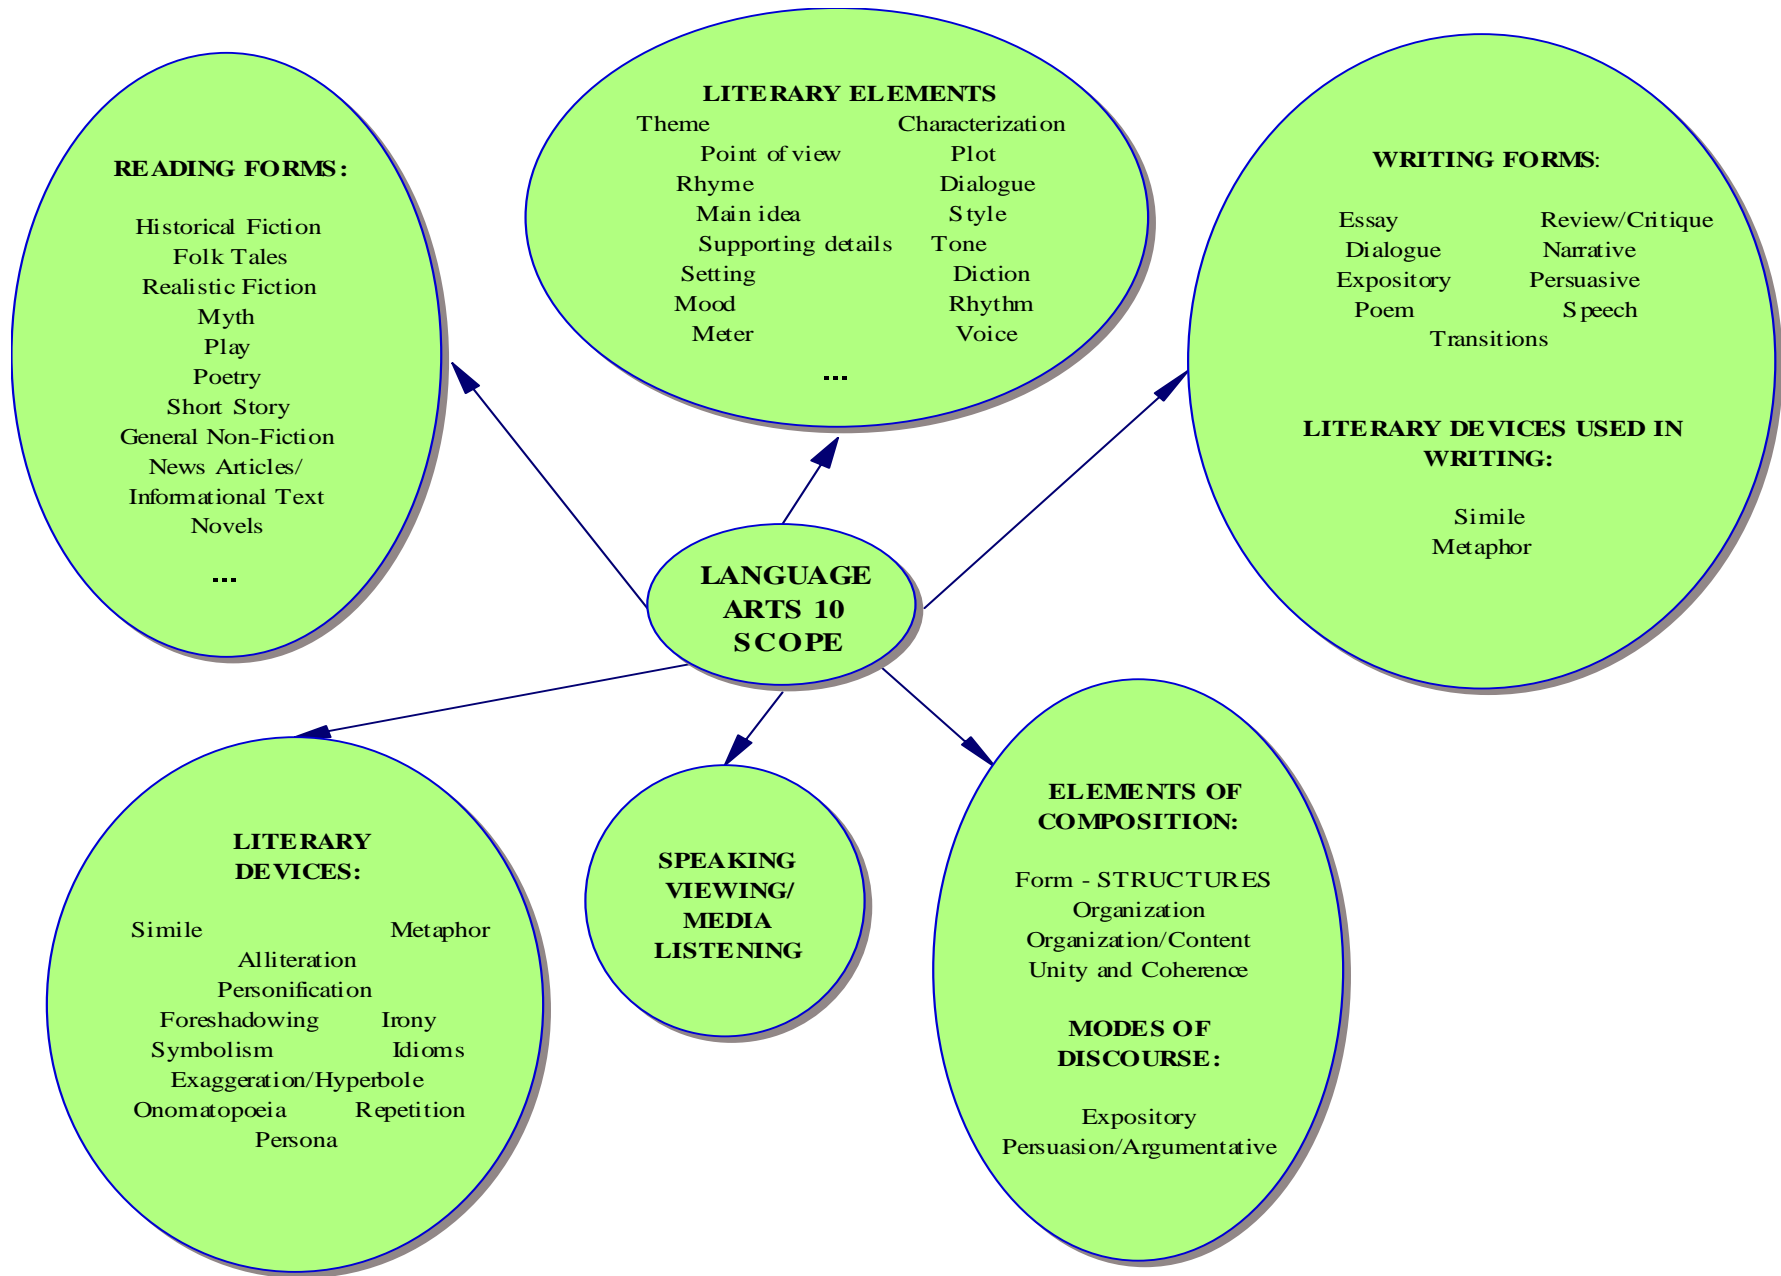 READING FORMS:
Historical Fiction
Folk Tales
Realistic Fiction
Myth
Play
Poetry
Short Story
General Non-Fiction
News Articles/
Informational Text
Novels
...
LITERARY ELEMENTS
Theme Characterization
Point of view Plot
Rhyme Dialogue
Main idea Style
Supporting details Tone
Setting Diction
Mood Rhythm
Meter Voice
...
WRITING FORMS:
Essay Review/Critique
Dialogue Narrative
Expository Persuasive
Poem Speech
Transitions
LITERARY DEVICES USED IN
WRITING:
Simile
Metaphor
LANGUAGE
ARTS 10
SCOPE
LITERARY
DEVICES:
Simile Metaphor
Alliteration
Personification
Foreshadowing Irony
Symbolism Idioms
Exaggeration/Hyperbole
Onomatopoeia Repetition
Persona
SPEAKING
VIEWING/
MEDIA
LISTENING
ELEMENTS OF
COMPOSITION:
Form - STRUCTURES
Organization
Organization/Content
Unity and Coherence
MODES OF
DISCOURSE:
Expository
Persuasion/Argumentative